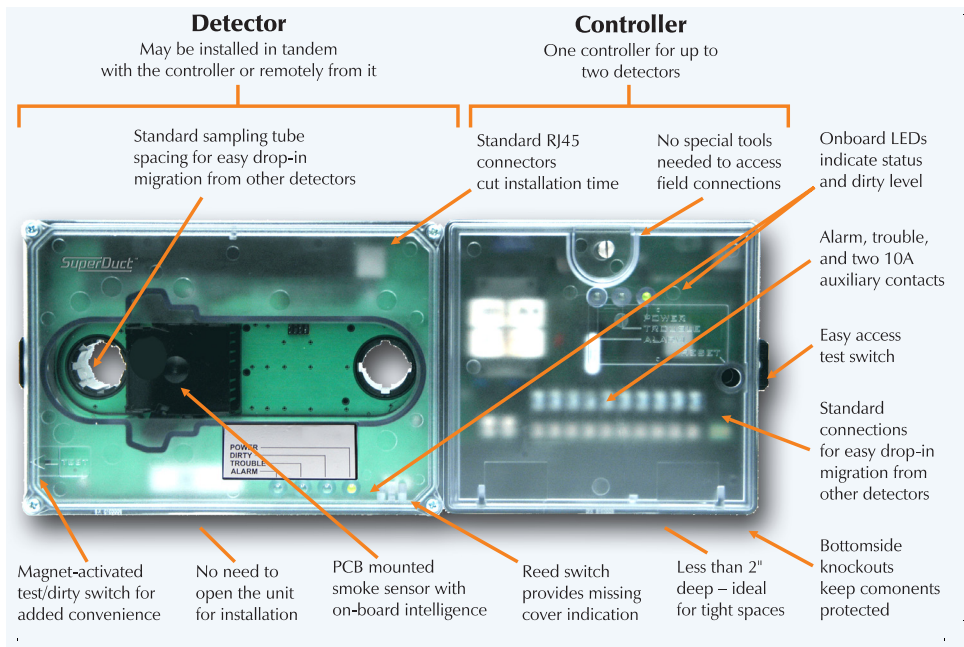 Detector
May be installed in tandem
with the controller or remotely from it
Controller
One controller for up to
two detectors
Standard sampling tube
spacing for easy drop-in
migration from other detectors
Standard RJ45
connectors
cut installation time
No special tools
needed to access
field connections
Onboard LEDs
indicate status
and dirty level
Alarm, trouble,
and two 10A
auxiliary contacts
Easy access
test switch
Standard
connections
for easy drop-in
migration from
other detectors
Bottomside
knockouts
keep comonents
protected
SuperDuct
POWER
DIRTY
TROUBLE
ALARM
TEST
POWER
TROUBLE
ALARM
RESET
Magnet-activated
test/dirty switch for
added convenience
No need to
open the unit
for installation
PCB mounted
smoke sensor with
on-board intelligence
Reed switch
provides missing
cover indication
Less than 2"
deep – ideal
for tight spaces